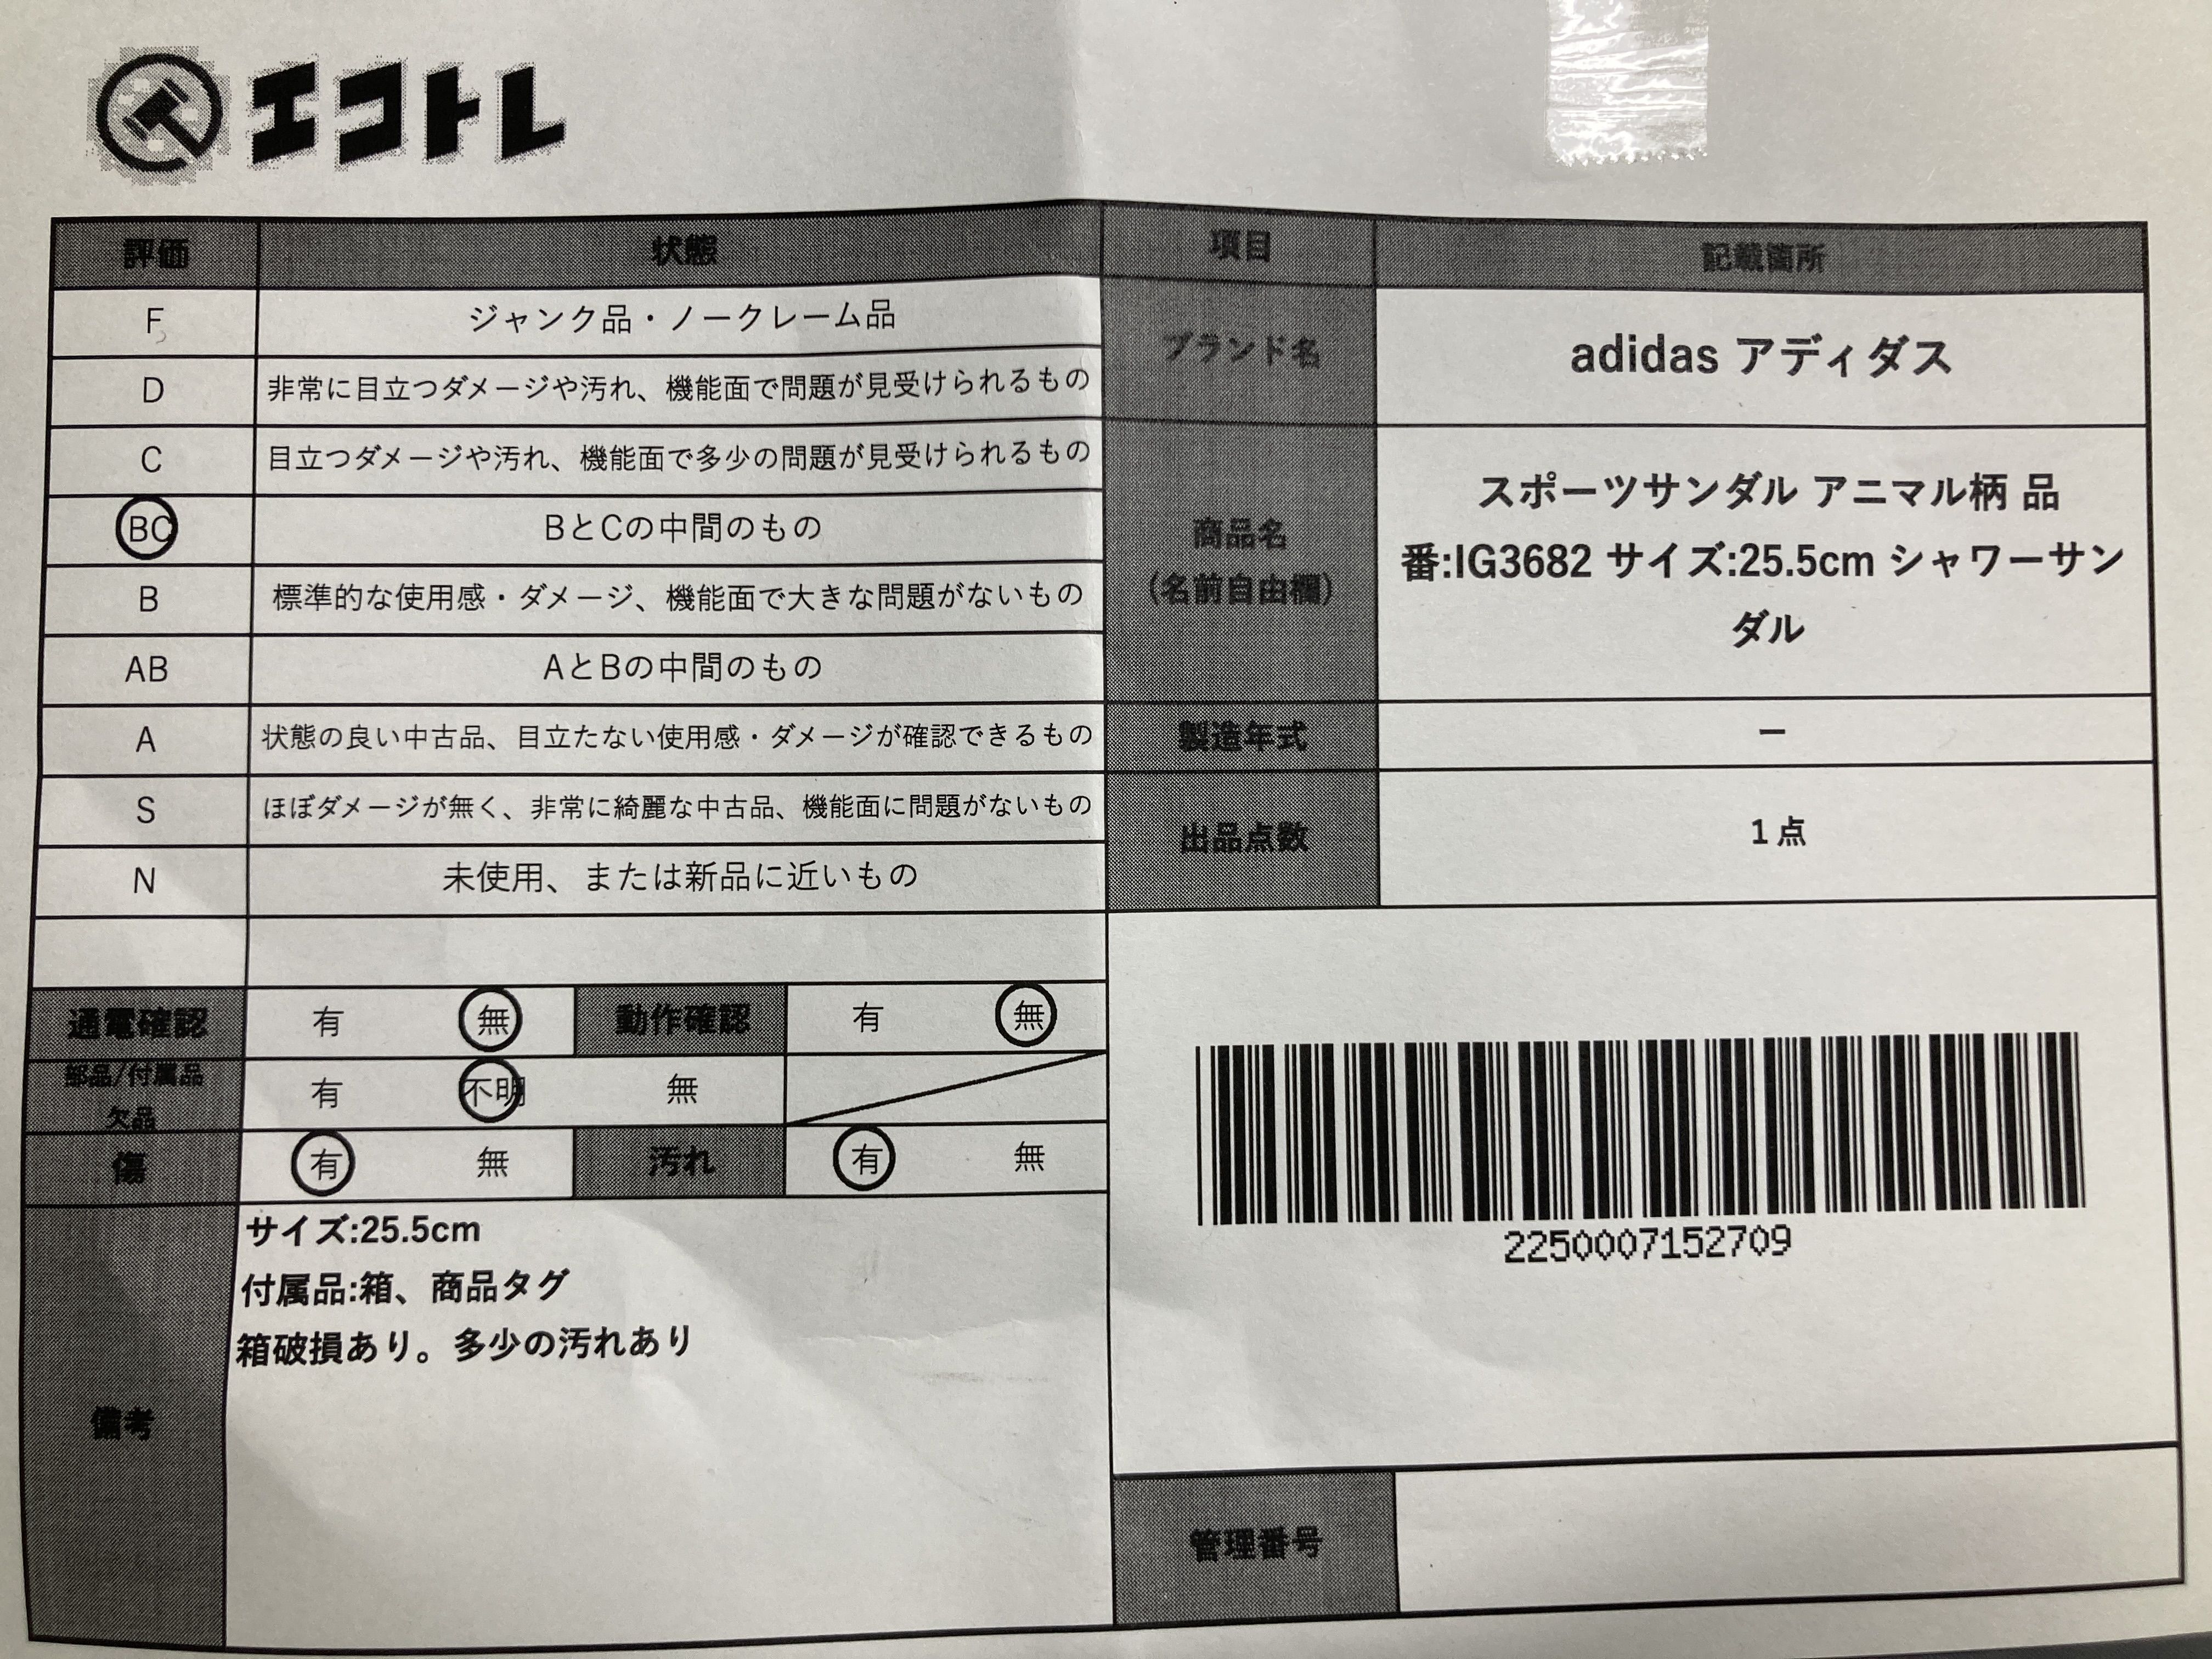 エコトレ
評価 状態 項目 記載箇所
F ジャンク品・ノークレーム品
D 非常に目立つダメージや汚れ、機能面で問題が見受けられるもの
C 目立つダメージや汚れ、機能面で多少の問題が見受けられるもの
BC BとCの中間のもの
B 標準的な使用感・ダメージ、機能面で大きな問題がないもの
AB AとBの中間のもの
A 状態の良い中古品、目立たない使用感・ダメージが確認できるもの
S ほぼダメージが無く、非常に綺麗な中古品、機能面に問題がないもの
N 未使用、または新品に近いもの
通電確認 有 無 動作確認 有 無
部品/付属品
欠品
有 不明 無
傷 有 無 汚れ 有 無
備考
サイズ:25.5cm
付属品:箱、商品タグ
箱破損あり。多少の汚れあり
ブランド名 adidas アディダス
商品名
(名前自由欄)
スポーツサンダル アニマル柄 品
番:IG3682 サイズ:25.5cm シャワーサン
ダル
製造年式 ー
出品点数 1点
2250007152709
管理番号